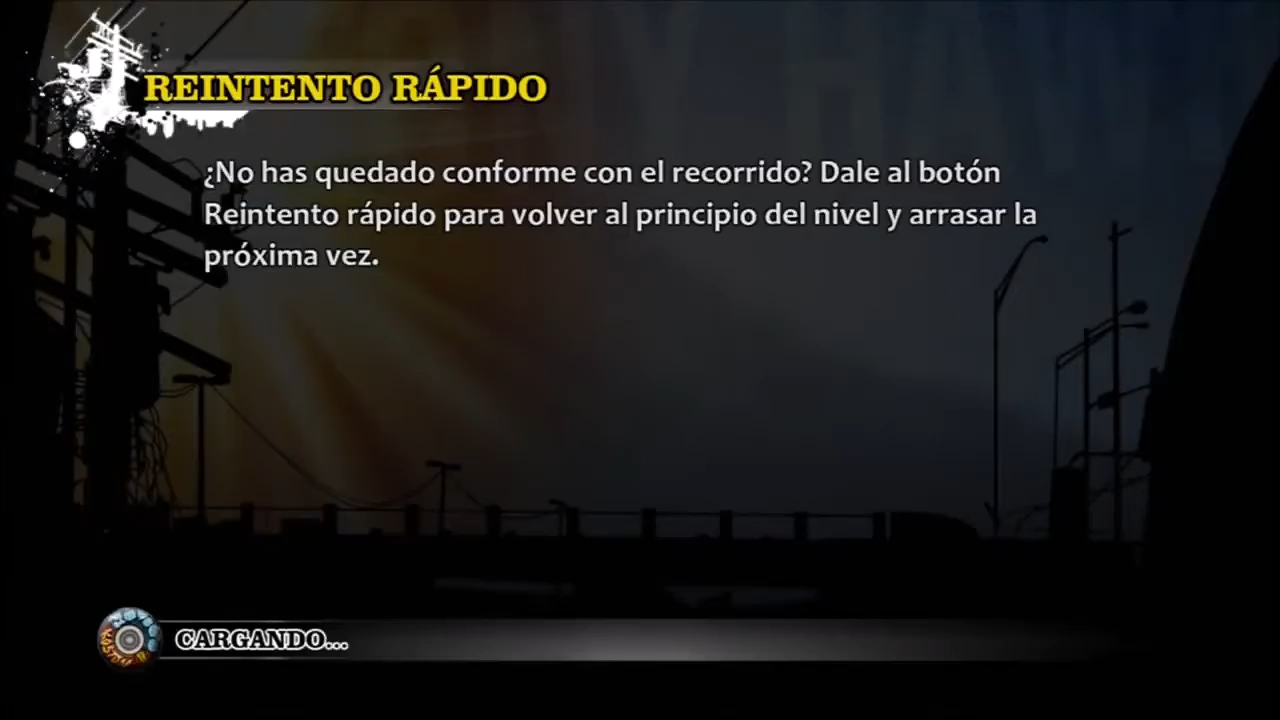 REINTENTO RÁPIDO
¿No has quedado conforme con el recorrido? Dale al botón
Reintento rápido para volver al principio del nivel y arrasar la
próxima vez.
CARGANDO...